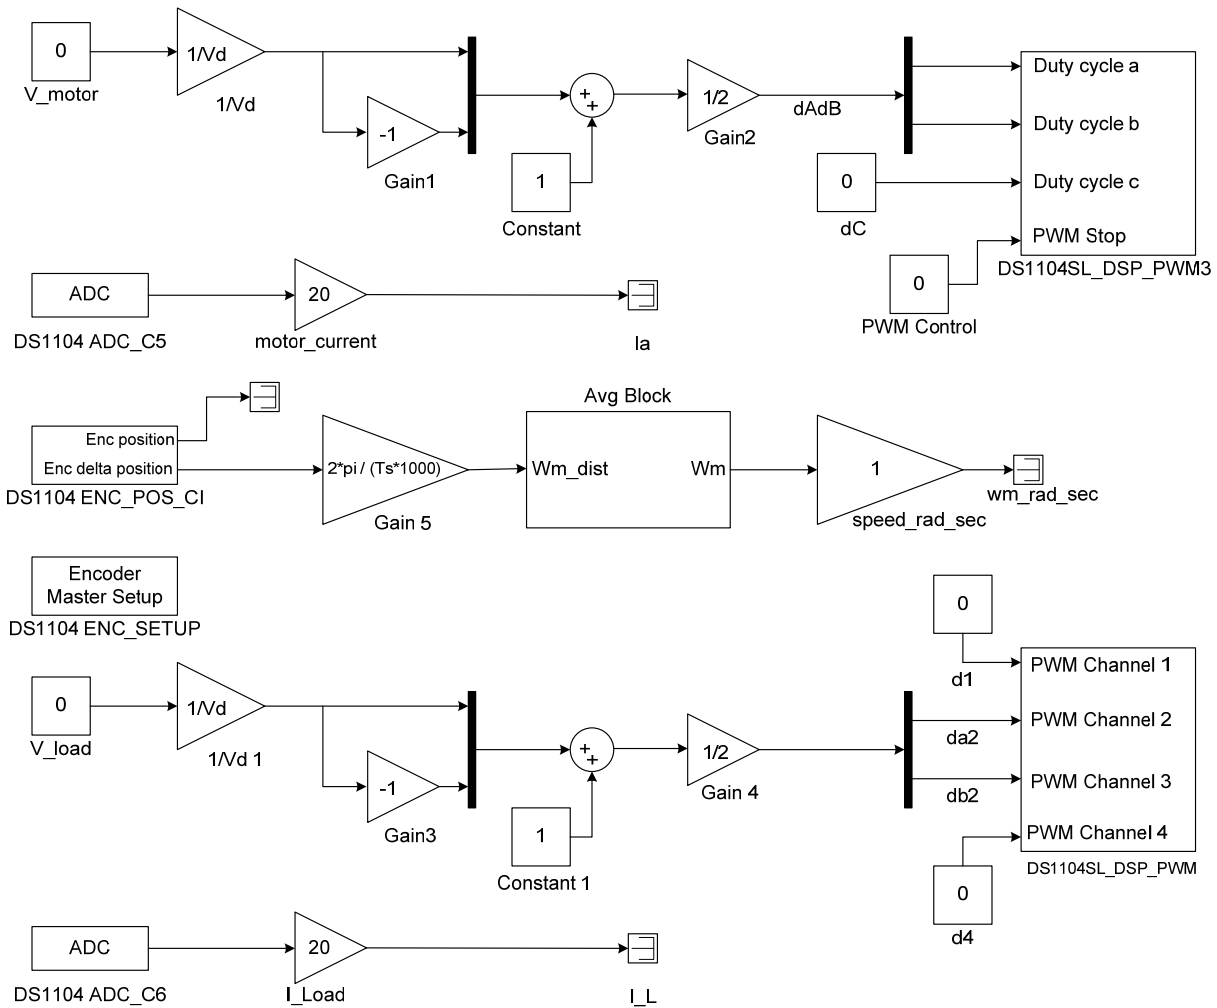 0
V_motor
1/Vd
1/Vd
-1
Gain1
+
+
1
Constant
1/2
Gain2
dAdB
0
dC
Duty cycle a
Duty cycle b
Duty cycle c
PWM Stop
DS1104SL_DSP_PWM3
0
PWM Control
ADC
DS1104 ADC_C5
20
motor_current
Ia
Enc position
Enc delta position
DS1104 ENC_POS_CI
2*pi / (Ts*1000)
Gain 5
Avg Block
Wm_dist
Wm
1
speed_rad_sec
wm_rad_sec
Encoder
Master Setup
DS1104 ENC_SETUP
0
V_load
1/Vd
1/Vd 1
-1
Gain3
+
+
1
Constant 1
1/2
Gain 4
0
d1
da2
db2
PWM Channel 1
PWM Channel 2
PWM Channel 3
PWM Channel 4
DS1104SL_DSP_PWM
0
d4
ADC
DS1104 ADC_C6
20
I_Load
I_L